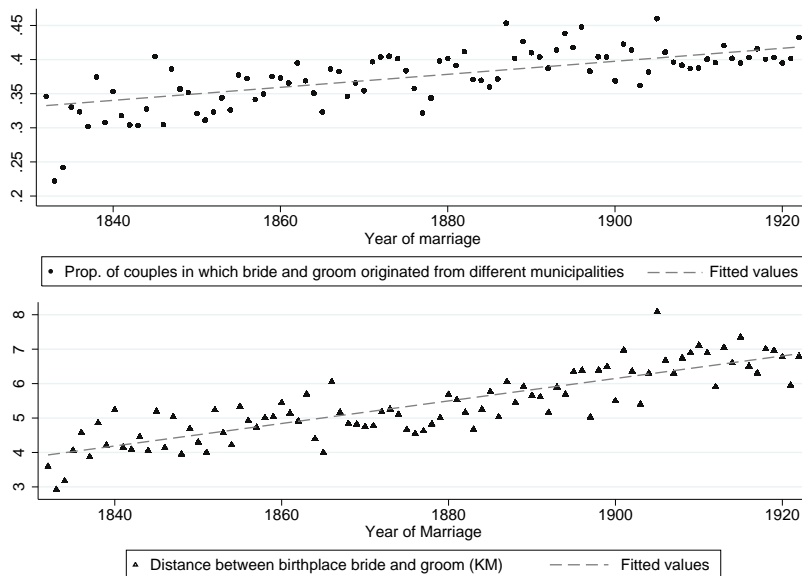 .45
.4
.35
.3
.25
.2
1840 1860 1880 1900 1920
Year of marriage
Prop. of couples in which bride and groom originated from different municipalities Fitted values
8
7
6
5
4
3
1840 1860 1880 1900 1920
Year of Marriage
Distance between birthplace bride and groom (KM) Fitted values